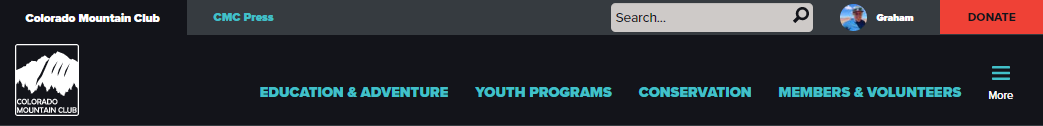 Colorado Mountain Club CMC Press Search... Graham DONATE
COLORADO
MOUNTAIN CLUB
EDUCATION & ADVENTURE YOUTH PROGRAMS CONSERVATION MEMBERS & VOLUNTEERS More